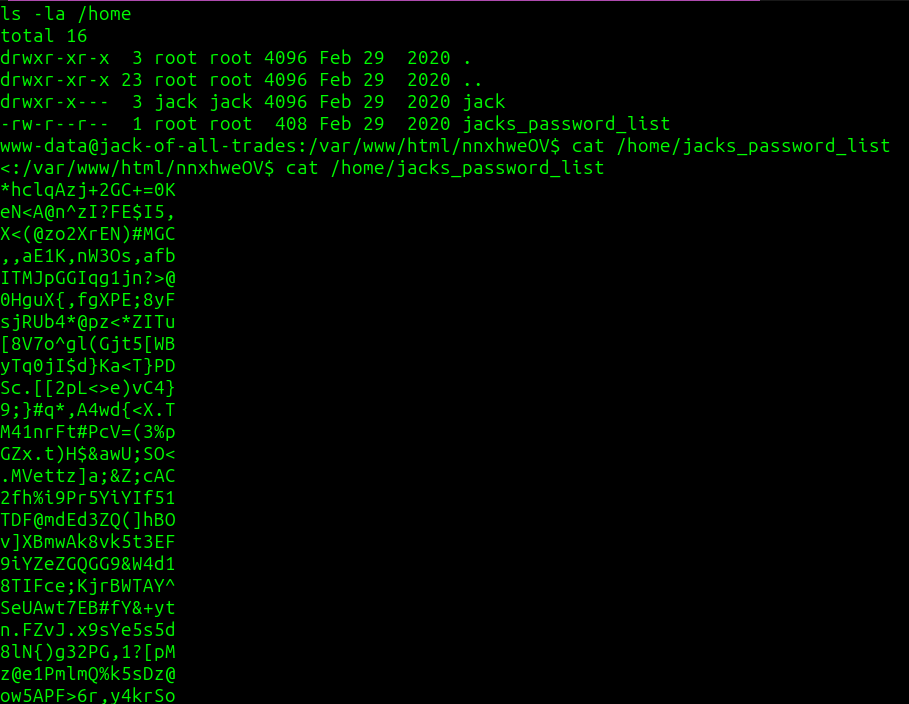 ls -la /home
total 16
drwxr-xr-x  3 root root 4096 Feb 29  2020 .
drwxr-xr-x 23 root root 4096 Feb 29  2020 ..
drwxr-x---  3 jack jack 4096 Feb 29  2020 jack
-rw-r--r--  1 root root  408 Feb 29  2020 jacks_password_list
www-data@jack-of-all-trades:/var/www/html/nnxhweOV$ cat /home/jacks_password_list
<:/var/www/html/nnxhweOV$ cat /home/jacks_password_list
*hclqAzj+2GC+=0K
eN<A@n^zI?FE$I5,
X<(@zo2XrEN)#MGC
,,aE1K,nW3Os,afb
ITMJpGGIqg1jn?>@
0HguX{,fgXPE;8yF
sjRUb4*@pz<*ZITu
[8V7o^gl(Gjt5[WB
yTq0jI$d}Ka<T}PD
Sc.[[2pL<>e)vC4}
9;}#q*,A4wd{<X.T
M41nrFt#PcV=(3%p
GZx.t)H$&awU;SO<
.MVettz]a;&Z;cAC
2fh%i9Pr5YiYIf51
TDF@mdEd3ZQ(]hBO
v]XBmwAk8vk5t3EF
9iYZeZGQGG9&W4d1
8TIFce;KjrBWTAY^
SeUAwt7EB#fY&+yt
n.FZvJ.x9sYe5s5d
8lN{)g32PG,1?[pM
z@e1PmlmQ%k5sDz@
ow5APF>6r,y4krSo